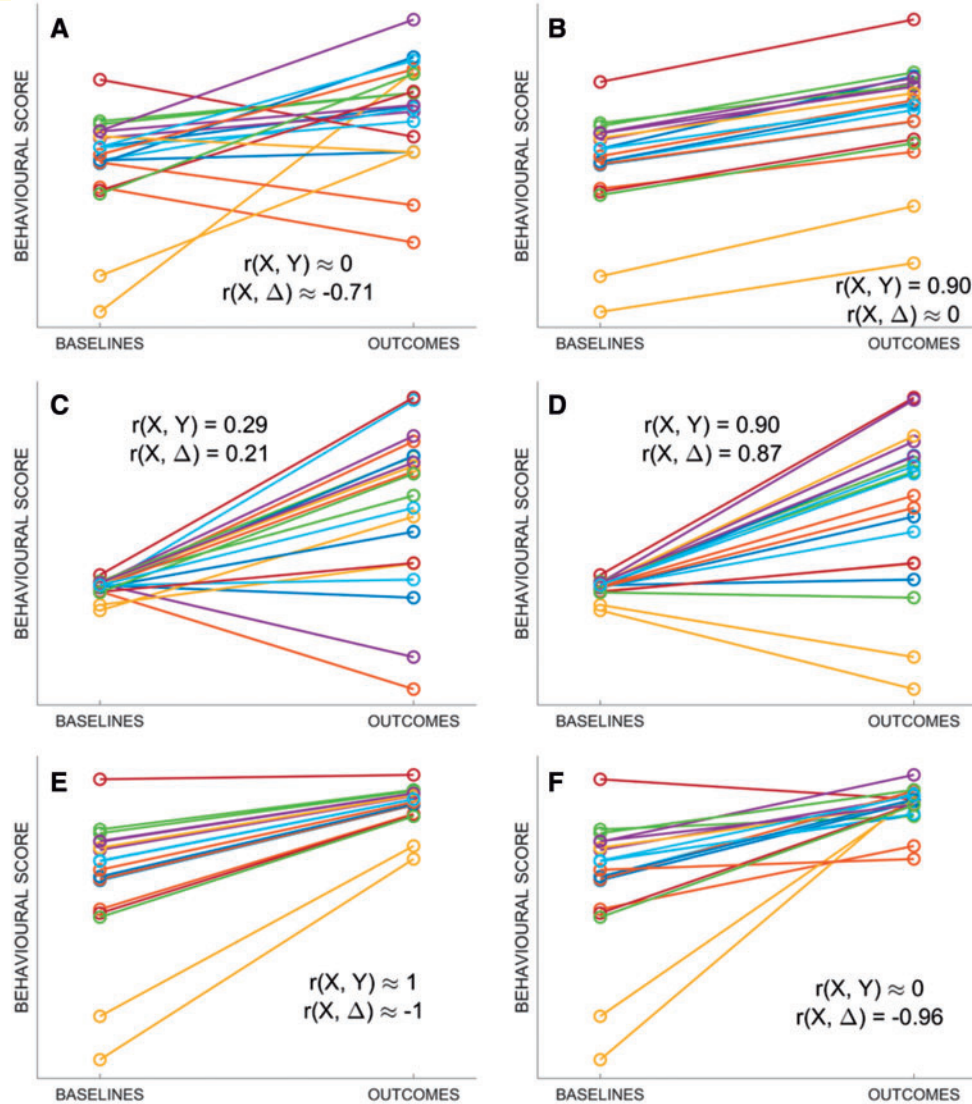 A
BEHAVIOURAL SCORE
r(X, Y) ≈ 0
r(X, Δ) ≈ -0.71
BASELINES
OUTCOMES
B
BEHAVIOURAL SCORE
r(X, Y) = 0.90
r(X, Δ) ≈ 0
BASELINES
OUTCOMES
C
BEHAVIOURAL SCORE
r(X, Y) = 0.29
r(X, Δ) = 0.21
BASELINES
OUTCOMES
D
BEHAVIOURAL SCORE
r(X, Y) = 0.90
r(X, Δ) = 0.87
BASELINES
OUTCOMES
E
BEHAVIOURAL SCORE
r(X, Y) ≈ 1
r(X, Δ) ≈ -1
BASELINES
OUTCOMES
F
BEHAVIOURAL SCORE
r(X, Y) ≈ 0
r(X, Δ) = -0.96
BASELINES
OUTCOMES